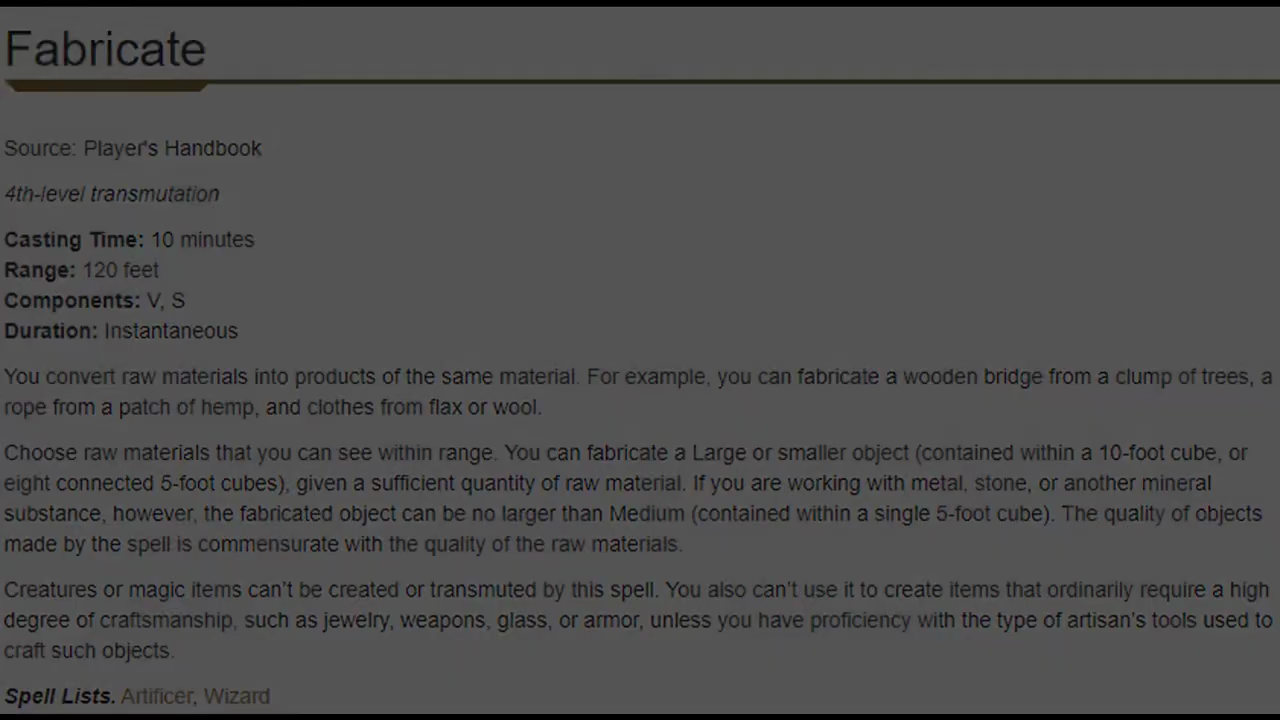 Fabricate
Source: Player's Handbook
4th-level transmutation
Casting Time: 10 minutes
Range: 120 feet
Components: V, S
Duration: Instantaneous
You convert raw materials into products of the same material. For example, you can fabricate a wooden bridge from a clump of trees, a
rope from a patch of hemp, and clothes from flax or wool.
Choose raw materials that you can see within range. You can fabricate a Large or smaller object (contained within a 10-foot cube, or
eight connected 5-foot cubes), given a sufficient quantity of raw material. If you are working with metal, stone, or another mineral
substance, however, the fabricated object can be no larger than Medium (contained within a single 5-foot cube). The quality of objects
made by the spell is commensurate with the quality of the raw materials.
Creatures or magic items can't be created or transmuted by this spell. You also can't use it to create items that ordinarily require a high
degree of craftsmanship, such as jewelry, weapons, glass, or armor, unless you have proficiency with the type of artisan's tools used to
craft such objects.
Spell Lists. Artificer, Wizard